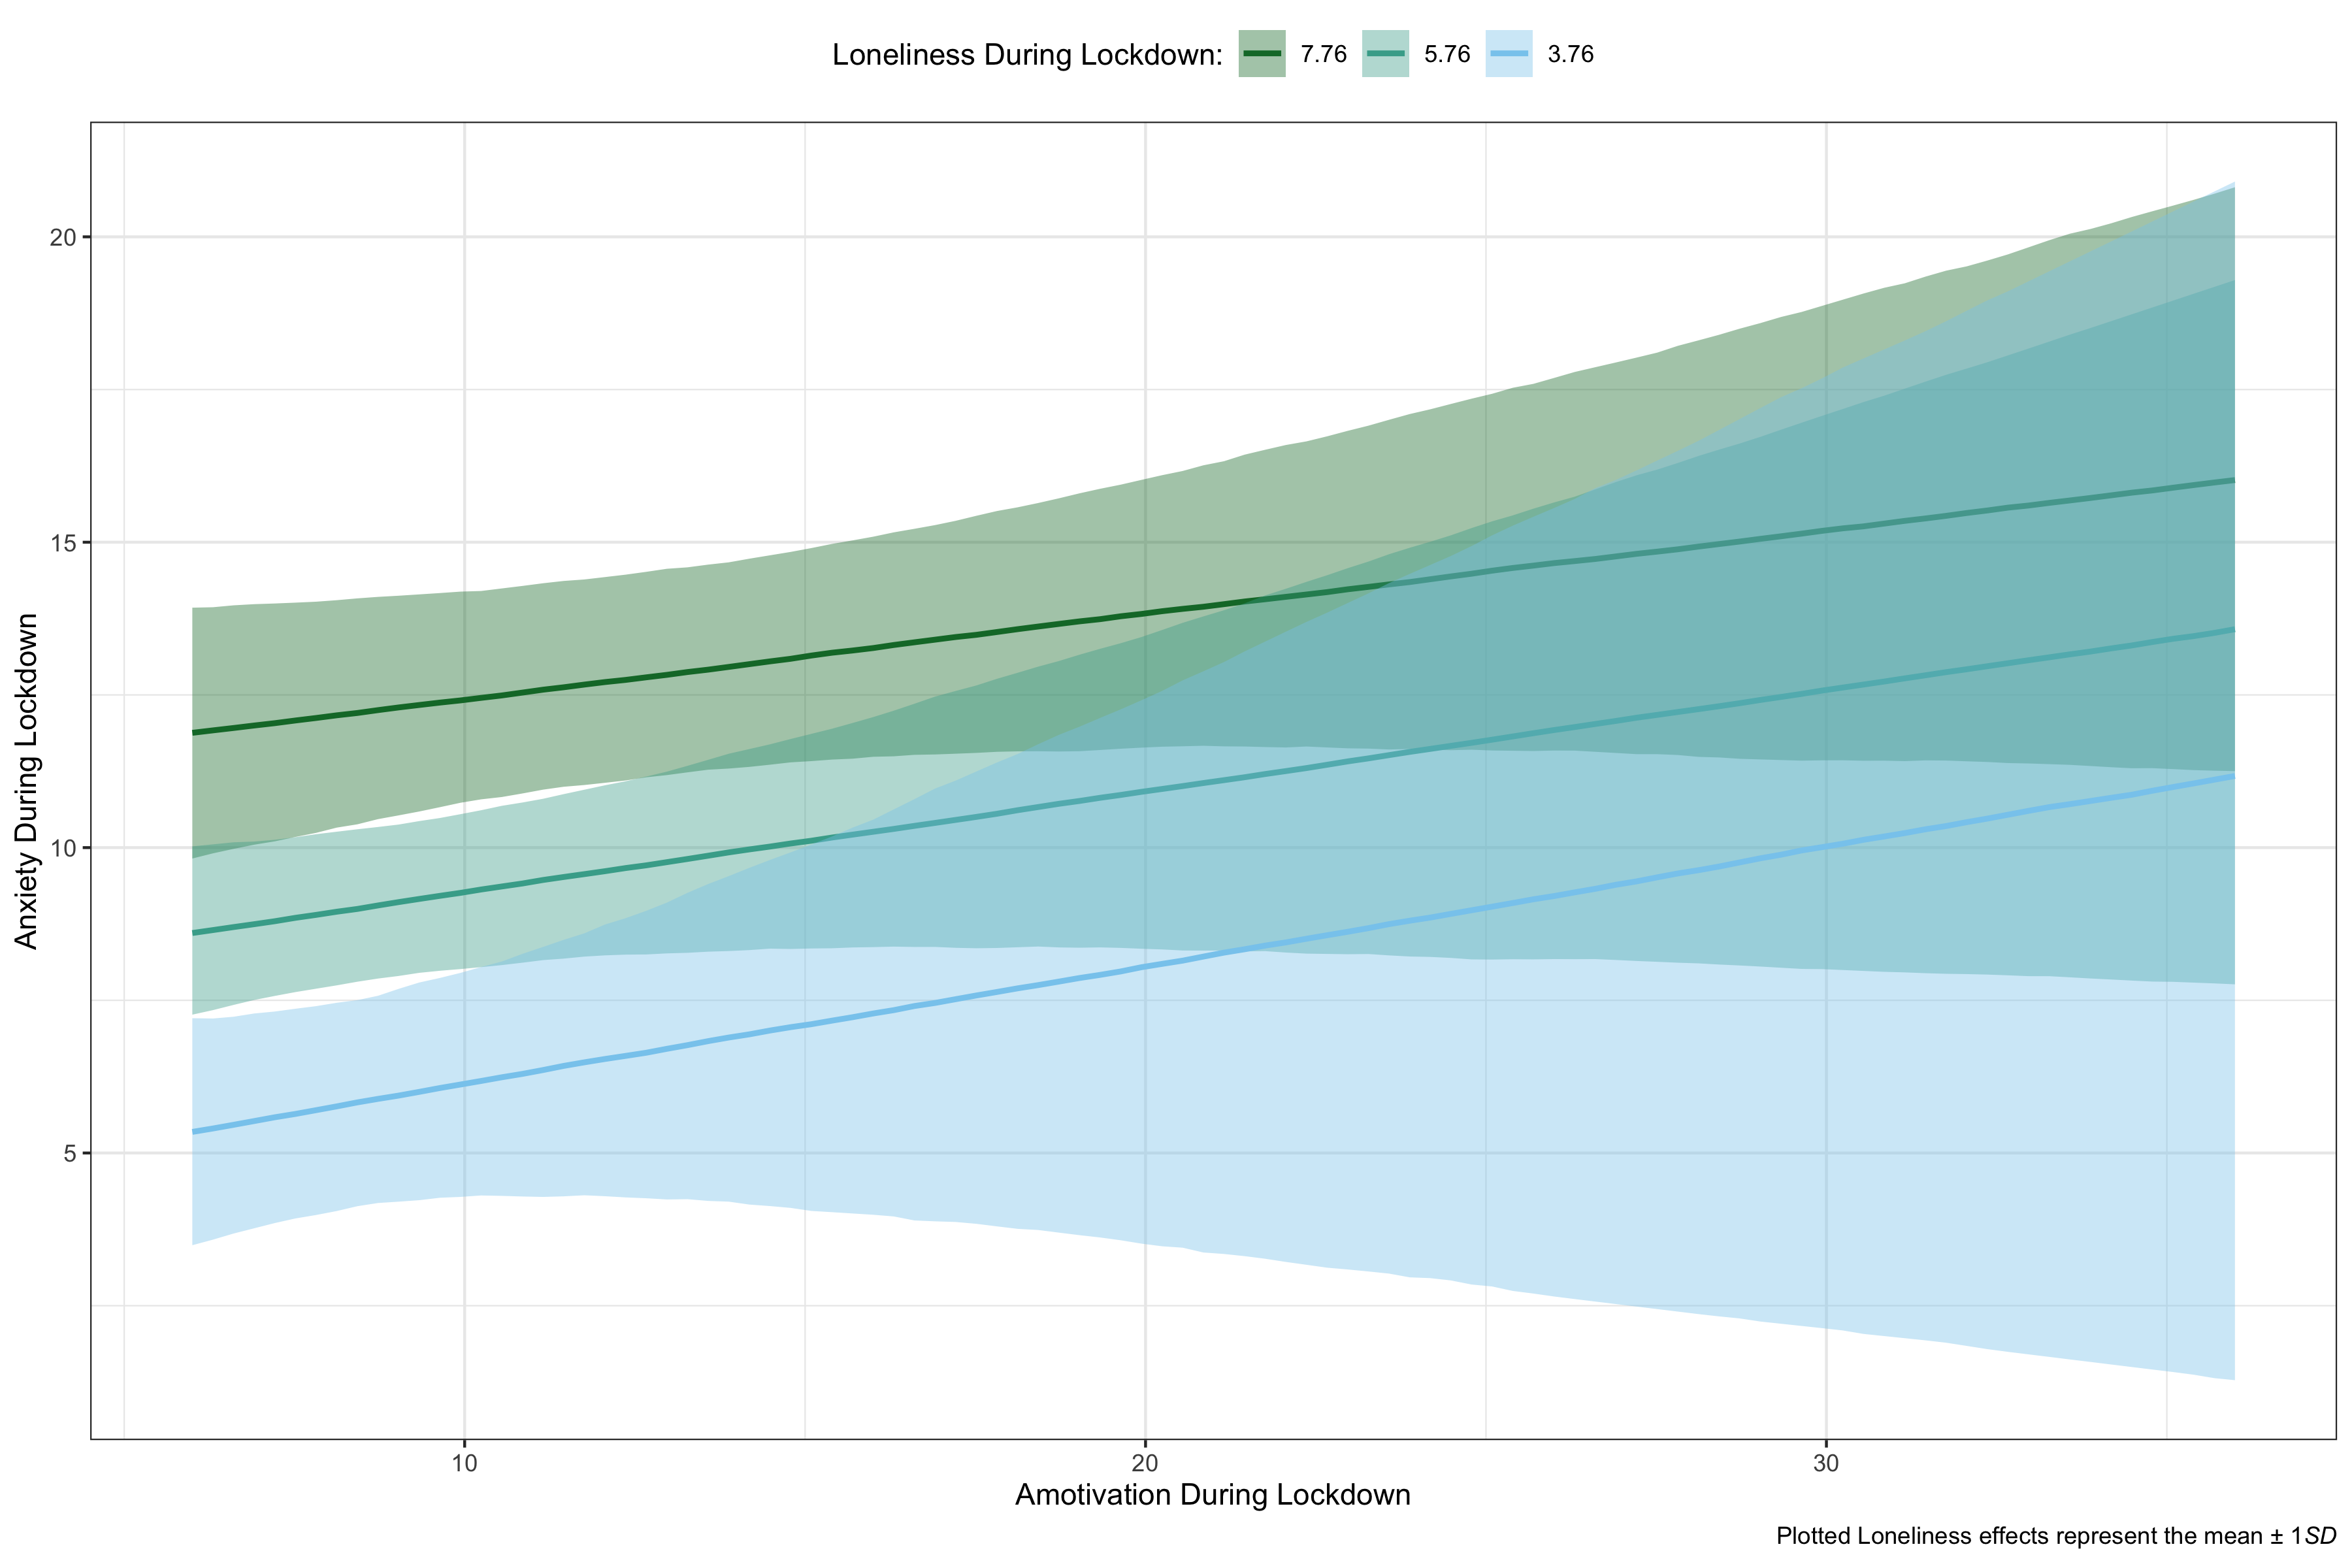 Loneliness During Lockdown: 7.76 5.76 3.76
20
15
10
5
Anxiety During Lockdown
10 20 30
Amotivation During Lockdown
Plotted Loneliness effects represent the mean ± 1SD